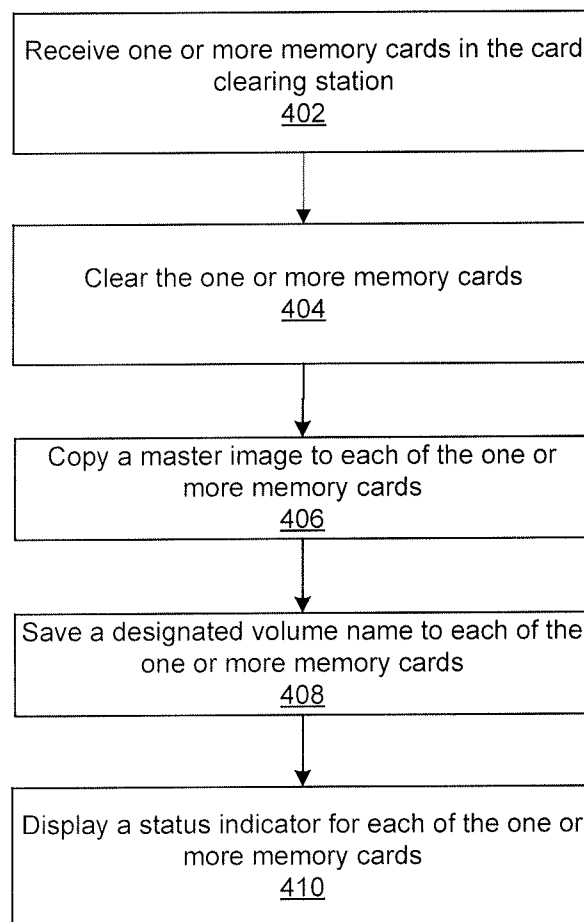 Receive one or more memory cards in the card
clearing station
402
Clear the one or more memory cards
404
Copy a master image to each of the one or
more memory cards
406
Save a designated volume name to each of the
one or more memory cards
408
Display a status indicator for each of the one or
more memory cards
410